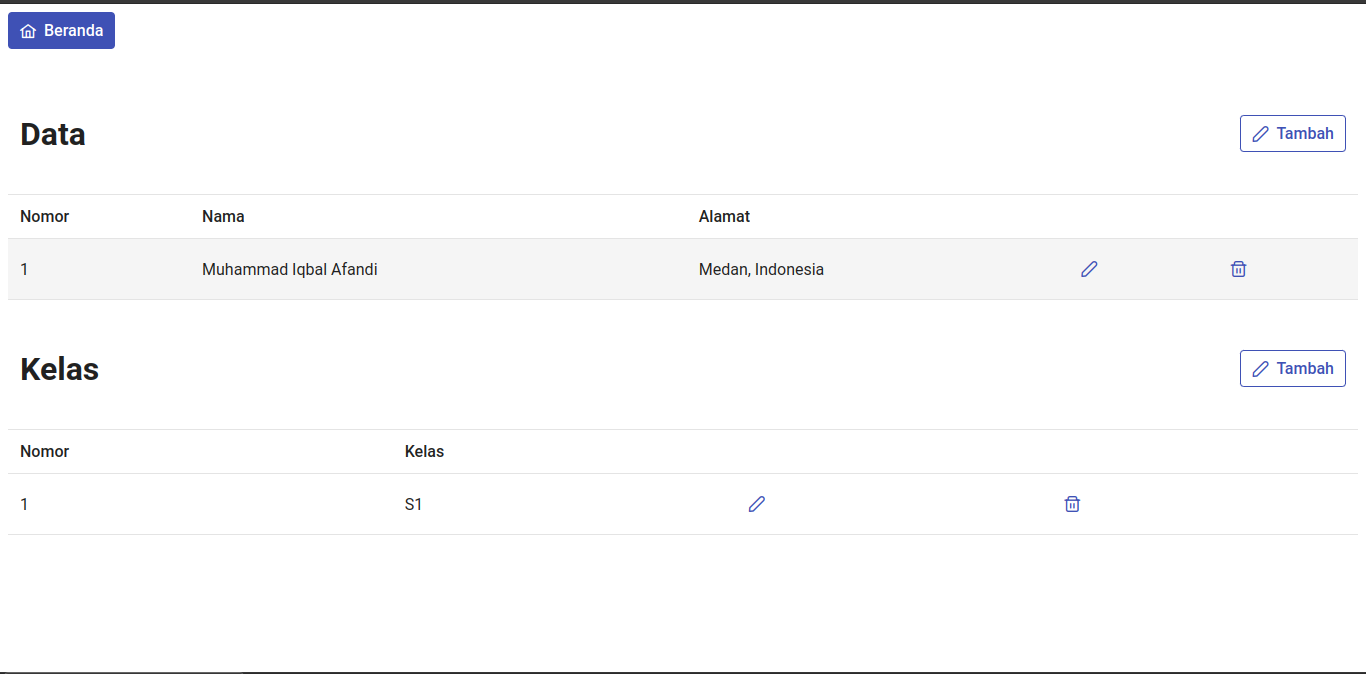 Beranda
Data
Tambah
Nomor Nama Alamat
1 Muhammad Iqbal Afandi Medan, Indonesia
Kelas
Tambah
Nomor Kelas
1 S1